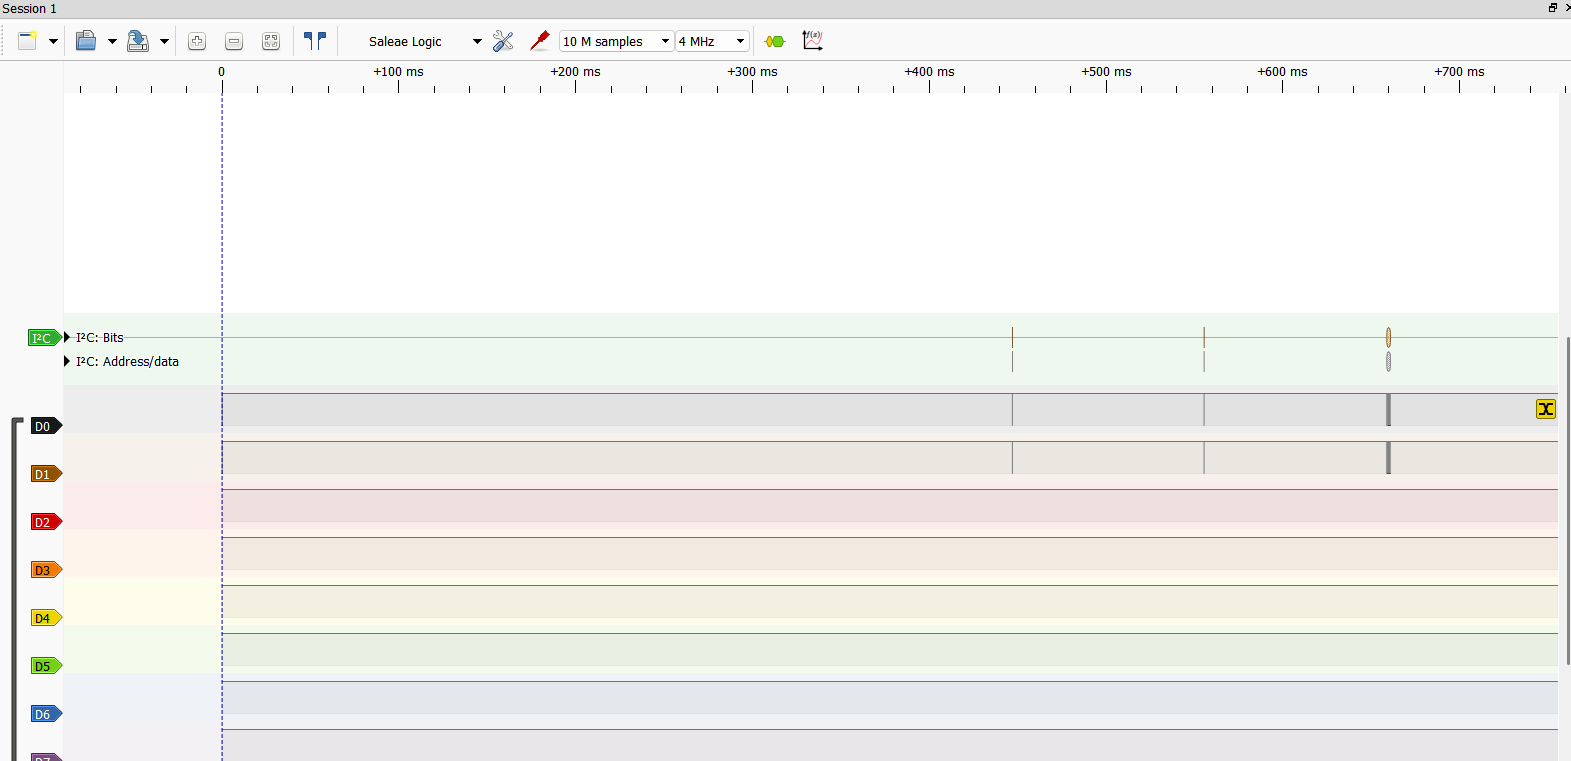 Session 1
Saleae Logic 10 M samples 4 MHz f(x)
0 +100 ms +200 ms +300 ms +400 ms +500 ms +600 ms +700 ms
I²C I²C: Bits
I²C: Address/data
D0
D1
D2
D3
D4
D5
D6
D7